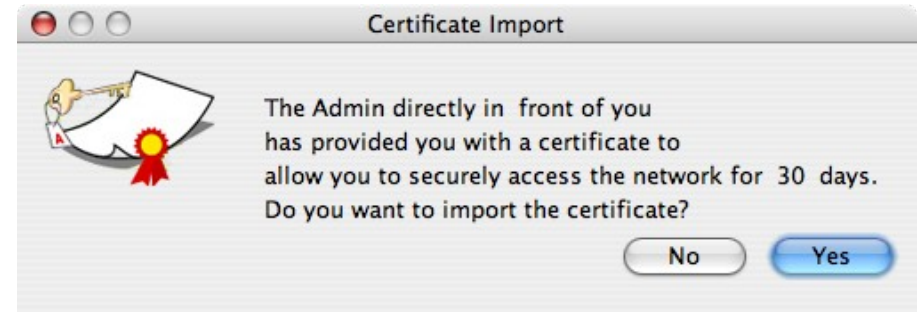 Certificate Import
A
The Admin directly in front of you
has provided you with a certificate to
allow you to securely access the network for 30 days.
Do you want to import the certificate?
No Yes